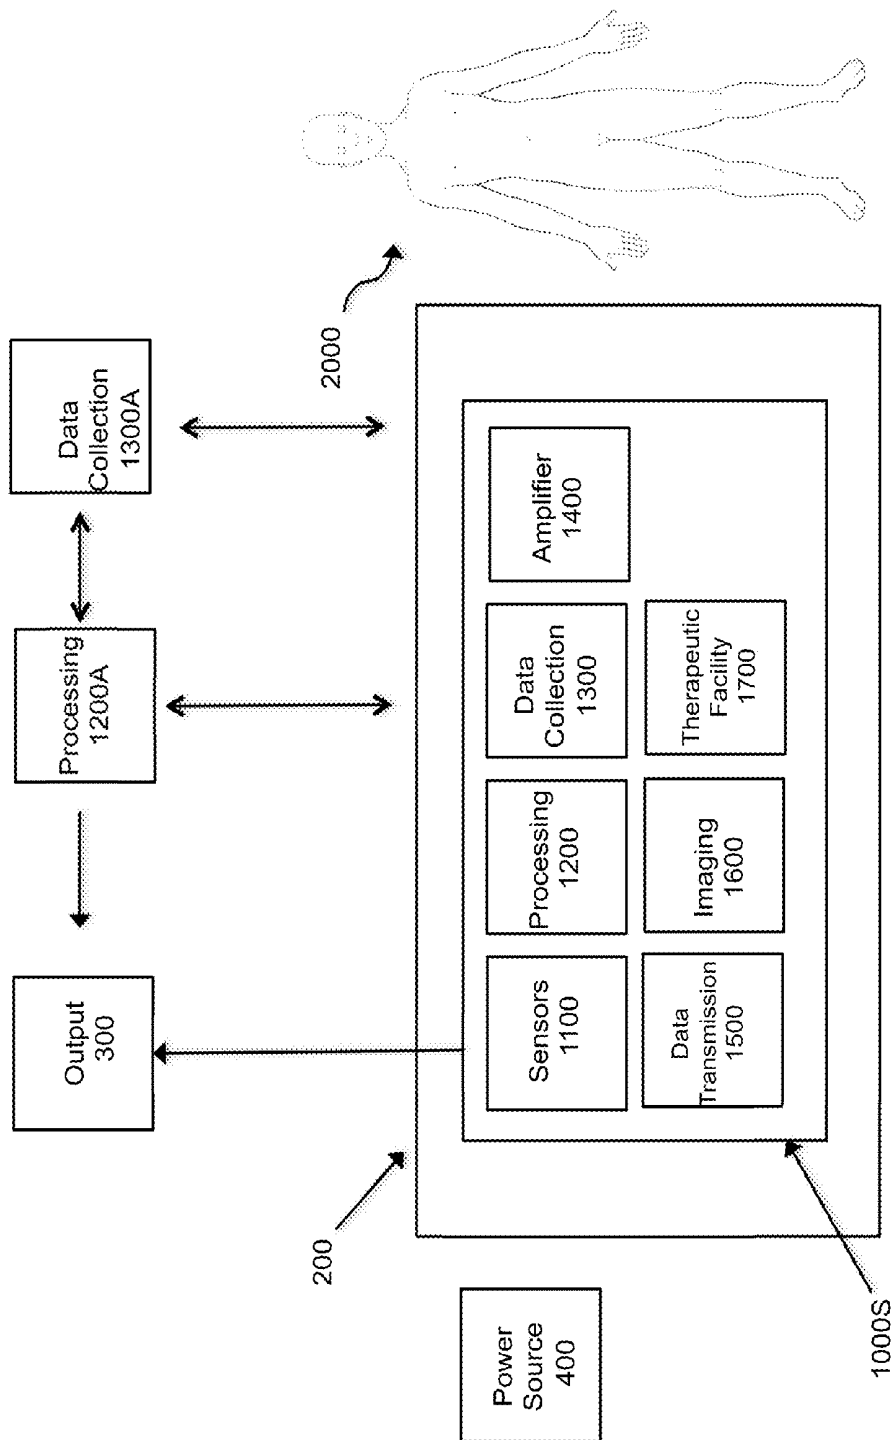 Power
Source
400
200
1000S
Output
300
Processing
1200A
Data
Collection
1300A
Sensors
1100
Processing
1200
Data
Collection
1300
Amplifier
1400
Data
Transmission
1500
Imaging
1600
Therapeutic
Facility
1700
2000